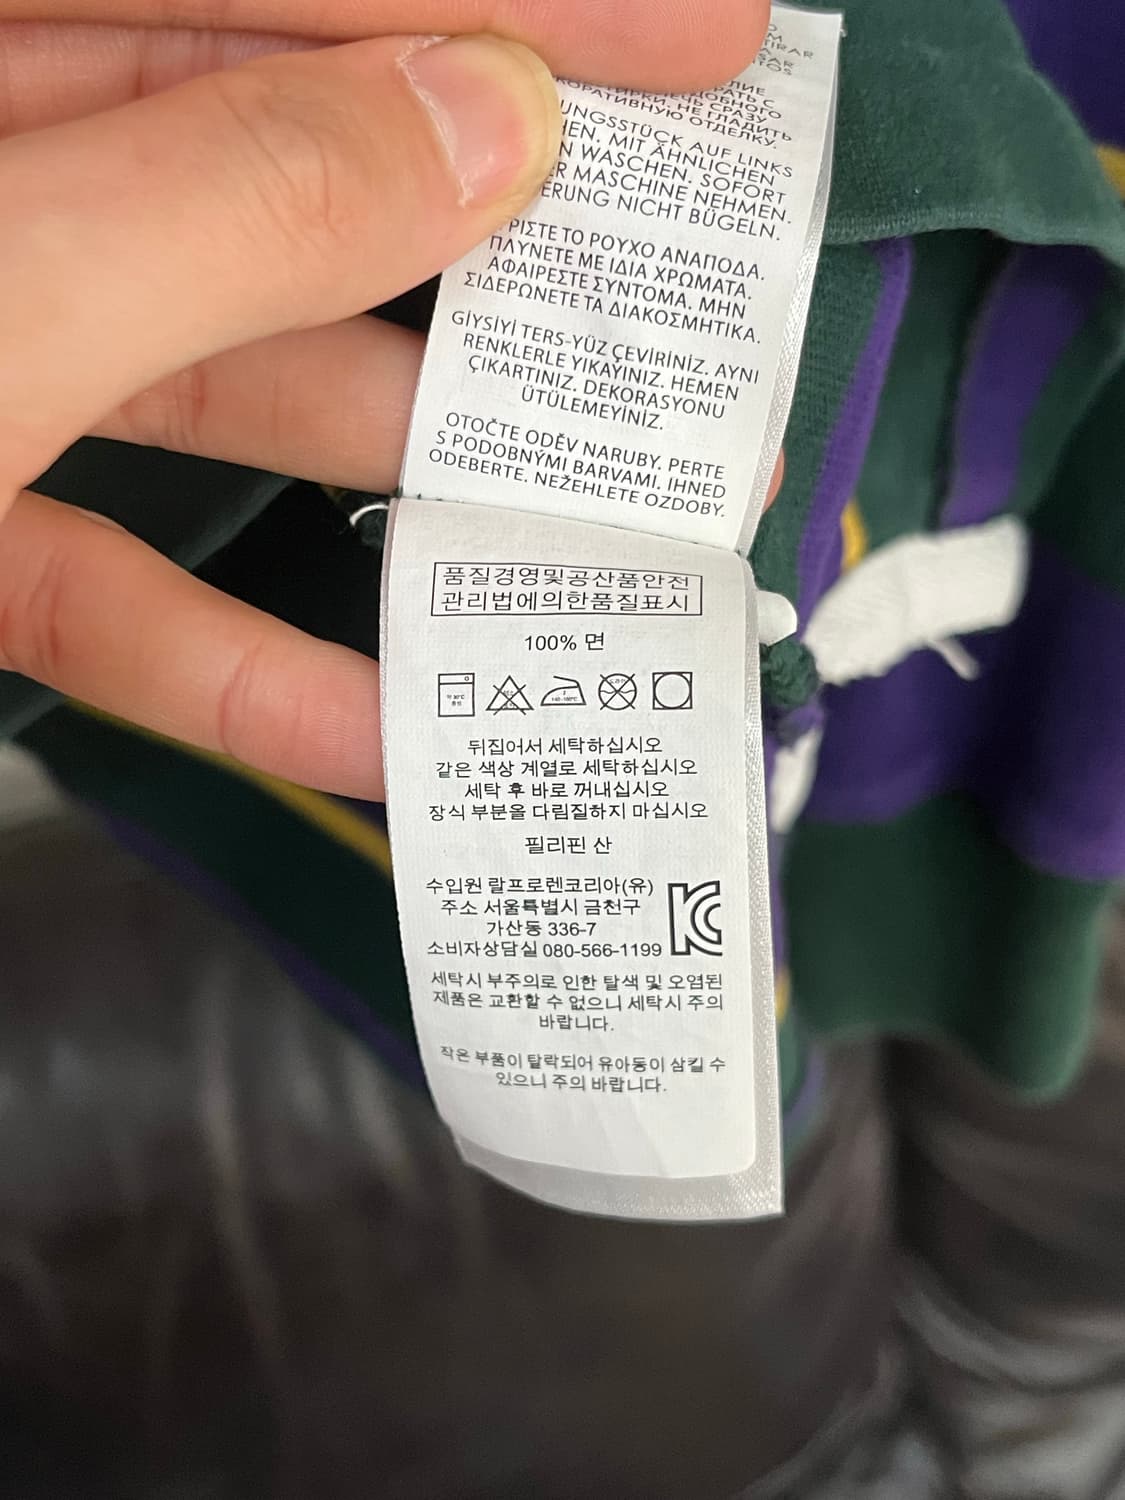 TIRAR
РАТЬ С
ДОБНОГО
СРАЗУ
НЕ ГЛАДИТЬ
ОТДЕЛКУ.
AUF LINKS
MIT ÄHNLICHEN
WASCHEN. SOFORT
MASCHINE NEHMEN.
NICHT BÜGELN.
ΤΟ ΡΟΥΧΟ ΑΝΑΠΟΔΑ.
ΠΛΥΝΕΤΕ ΜΕ ΙΔΙΑ ΧΡΩΜΑΤΑ.
ΑΦΑΙΡΕΣΤΕ ΣΥΝΤΟΜΑ. ΜΗΝ
ΣΙΔΕΡΩΝΕΤΕ ΤΑ ΔΙΑΚΟΣΜΗΤΙΚΑ.
GİYSİYİ TERS-YÜZ ÇEVİRİNİZ. AYNI
RENKLERLE YIKAYINIZ. HEMEN
ÇIKARTINIZ. DEKORASYONU
ÜTÜLEMEYİNİZ.
OTOČTE ODĚV NARUBY. PERTE
S PODOBNÝMI BARVAMI. IHNED
ODEBERTE. NEŽEHLETE OZDOBY.
품질경영및공산품안전
관리법에의한품질표시
100% 면
뒤집어서 세탁하십시오
같은 색상 계열로 세탁하십시오
세탁 후 바로 꺼내십시오
장식 부분을 다림질하지 마십시오
필리핀 산
수입원 랄프로렌코리아(유)
주소 서울특별시 금천구
가산동 336-7
소비자상담실 080-566-1199
세탁시 부주의로 인한 탈색 및 오염된
제품은 교환할 수 없으니 세탁시 주의
바랍니다.
작은 부품이 탈락되어 유아동이 삼킬 수
있으니 주의 바랍니다.